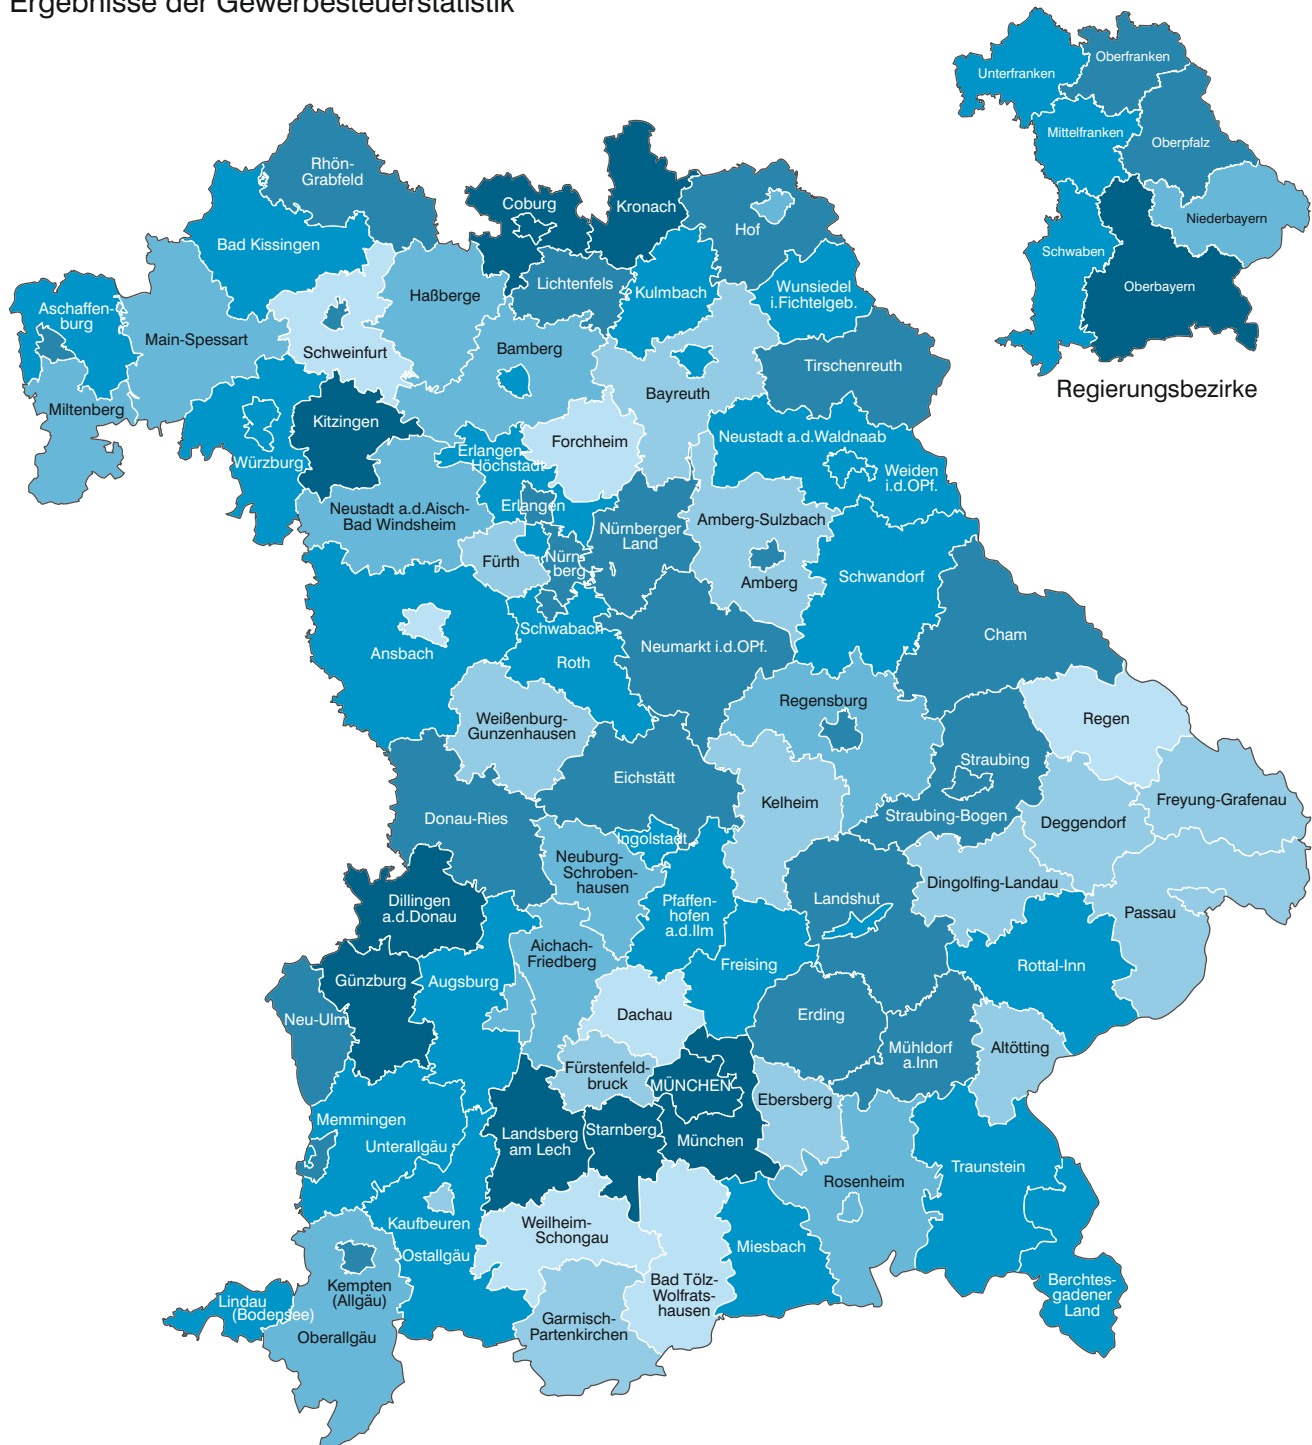 Ergebnisse der Gewerbesteuerstatistik
Unterfranken
Oberfranken
Mittelfranken
Oberpfalz
Niederbayern
Schwaben
Oberbayern
Regierungsbezirke
Rhön-
Grabfeld
Coburg
Kronach
Hof
Bad Kissingen
Lichtenfels
Kulmbach
Wunsiedel
i.Fichtelgeb.
Haßberge
Aschaffen-
burg
Main-Spessart
Schweinfurt
Bamberg
Bayreuth
Tirschenreuth
Miltenberg
Kitzingen
Würzburg
Forchheim
Erlangen-
Höchstadt
Neustadt a.d.Waldnaab
Weiden
i.d.OPf.
Neustadt a.d.Aisch-
Bad Windsheim
Erlangen
Nürnberger
Land
Amberg-Sulzbach
Amberg
Fürth
Nürn-
berg
Schwandorf
Ansbach
Schwabach
Roth
Neumarkt i.d.OPf.
Cham
Weißenburg-
Gunzenhausen
Regensburg
Regen
Straubing
Straubing-Bogen
Eichstätt
Kelheim
Deggendorf
Freyung-Grafenau
Donau-Ries
Ingolstadt
Neuburg-
Schroben-
hausen
Dingolfing-Landau
Passau
Dillingen
a.d.Donau
Pfaffen-
hofen
a.d.Ilm
Landshut
Aichach-
Friedberg
Freising
Rottal-Inn
Günzburg
Augsburg
Neu-Ulm
Dachau
Erding
Mühldorf
a.Inn
Altötting
Fürstenfeld-
bruck
MÜNCHEN
Ebersberg
Memmingen
Unterallgäu
Landsberg
am Lech
Starnberg
München
Traunstein
Rosenheim
Kaufbeuren
Ostallgäu
Weilheim-
Schongau
Miesbach
Bad Tölz-
Wolfrats-
hausen
Berchtes-
gadener
Land
Kempten
(Allgäu)
Lindau
(Bodensee)
Oberallgäu
Garmisch-
Partenkirchen